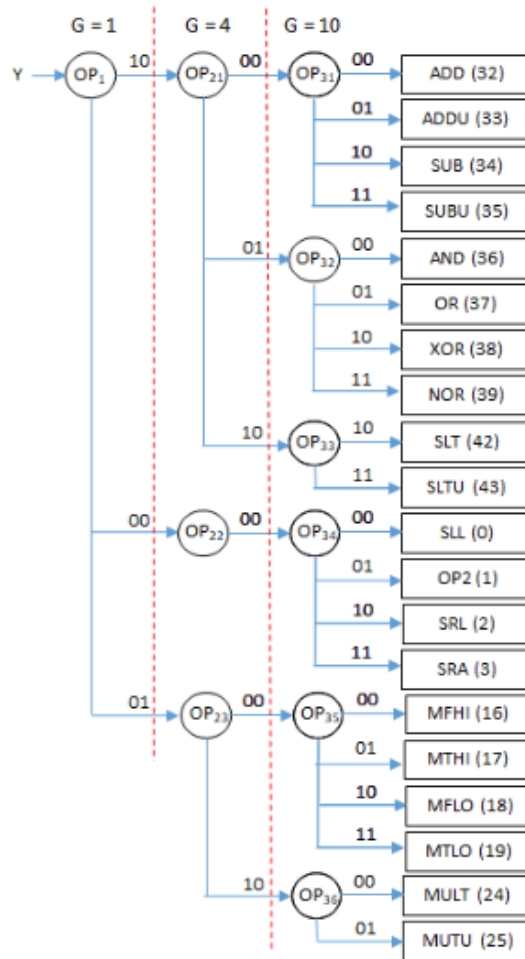 G = 1 G = 4 G = 10
Y OP1 10 OP21 00 OP31 00 ADD (32)
01 ADDU (33)
10 SUB (34)
11 SUBU (35)
01 OP32 00 AND (36)
01 OR (37)
10 XOR (38)
11 NOR (39)
10 OP33 10 SLT (42)
11 SLTU (43)
00 OP22 00 OP34 00 SLL (0)
01 OP2 (1)
10 SRL (2)
11 SRA (3)
01 OP23 00 OP35 00 MFHI (16)
01 MTHI (17)
10 MFLO (18)
11 MTLO (19)
10 OP36 00 MULT (24)
01 MUTU (25)